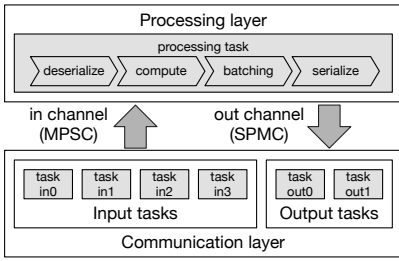 Processing layer
processing task
deserialize compute batching serialize
in channel
(MPSC)
out channel
(SPMC)
task in0
task in1
task in2
task in3
task out0
task out1
Input tasks
Output tasks
Communication layer